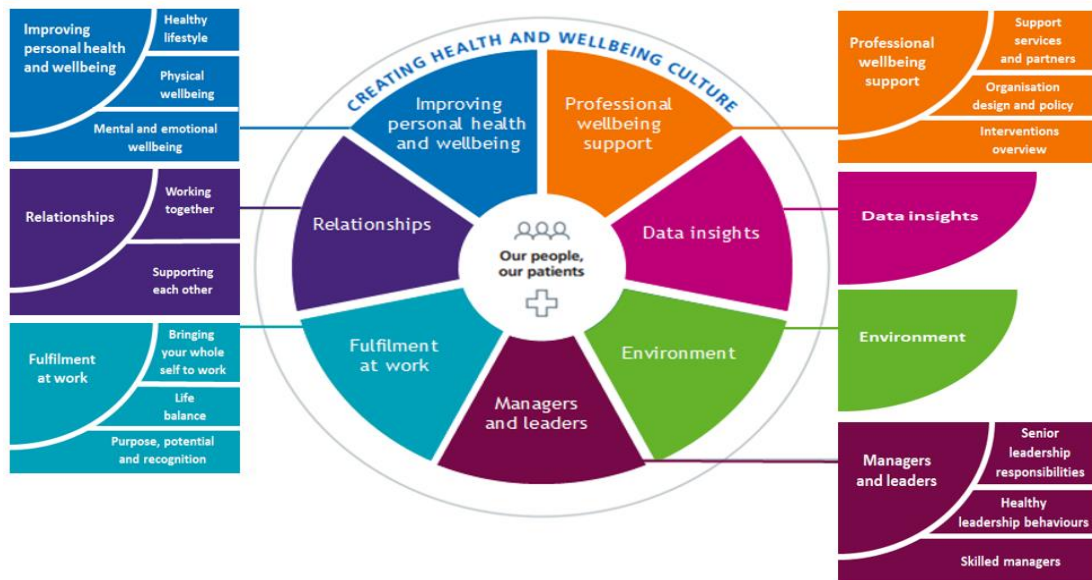 Improving
personal health
and wellbeing
Healthy
lifestyle
Physical
wellbeing
Mental and emotional
wellbeing
Relationships
Working
together
Supporting
each other
Fulfilment
at work
Bringing
your whole
self to work
Life
balance
Purpose, potential
and recognition
CREATING HEALTH AND WELLBEING CULTURE
Improving
personal health
and wellbeing
Professional
wellbeing
support
Relationships
Data insights
Our people,
our patients
Fulfilment
at work
Environment
Managers
and leaders
Professional
wellbeing
support
Support
services
and partners
Organisation
design and policy
Interventions
overview
Data insights
Environment
Managers
and leaders
Senior
leadership
responsibilities
Healthy
leadership behaviours
Skilled managers